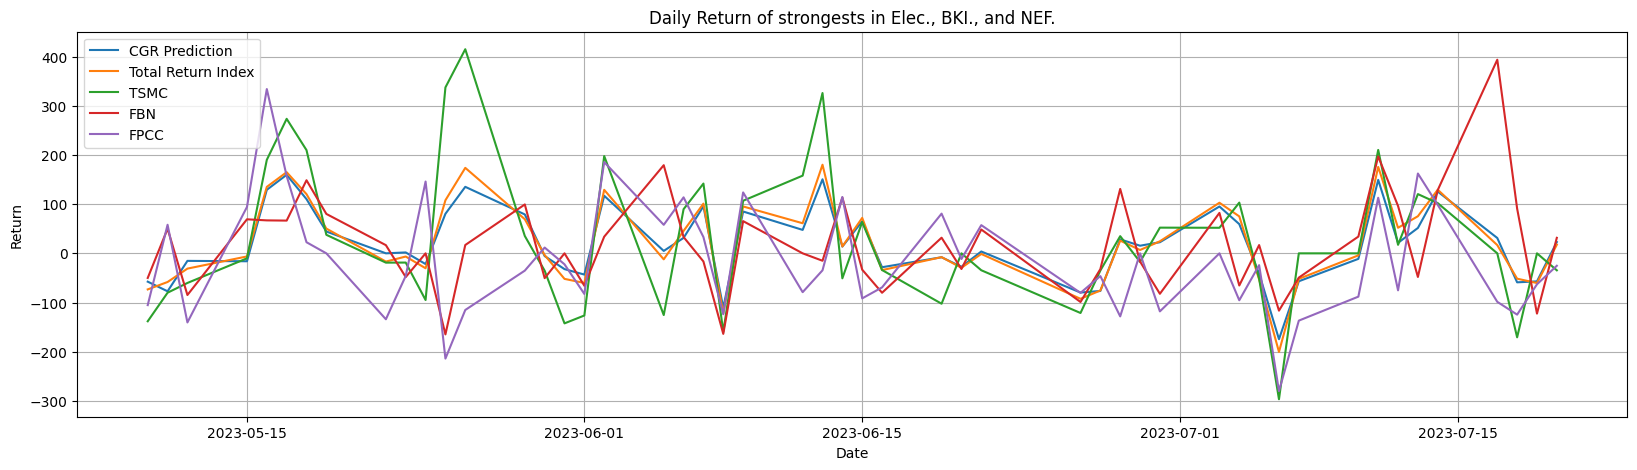 Daily Return of strongests in Elec., BKI., and NEF.
CGR Prediction
Total Return Index
TSMC
FBN
FPCC
400
300
200
100
0
−100
−200
−300
Return
2023-05-15
2023-06-01
2023-06-15
2023-07-01
2023-07-15
Date